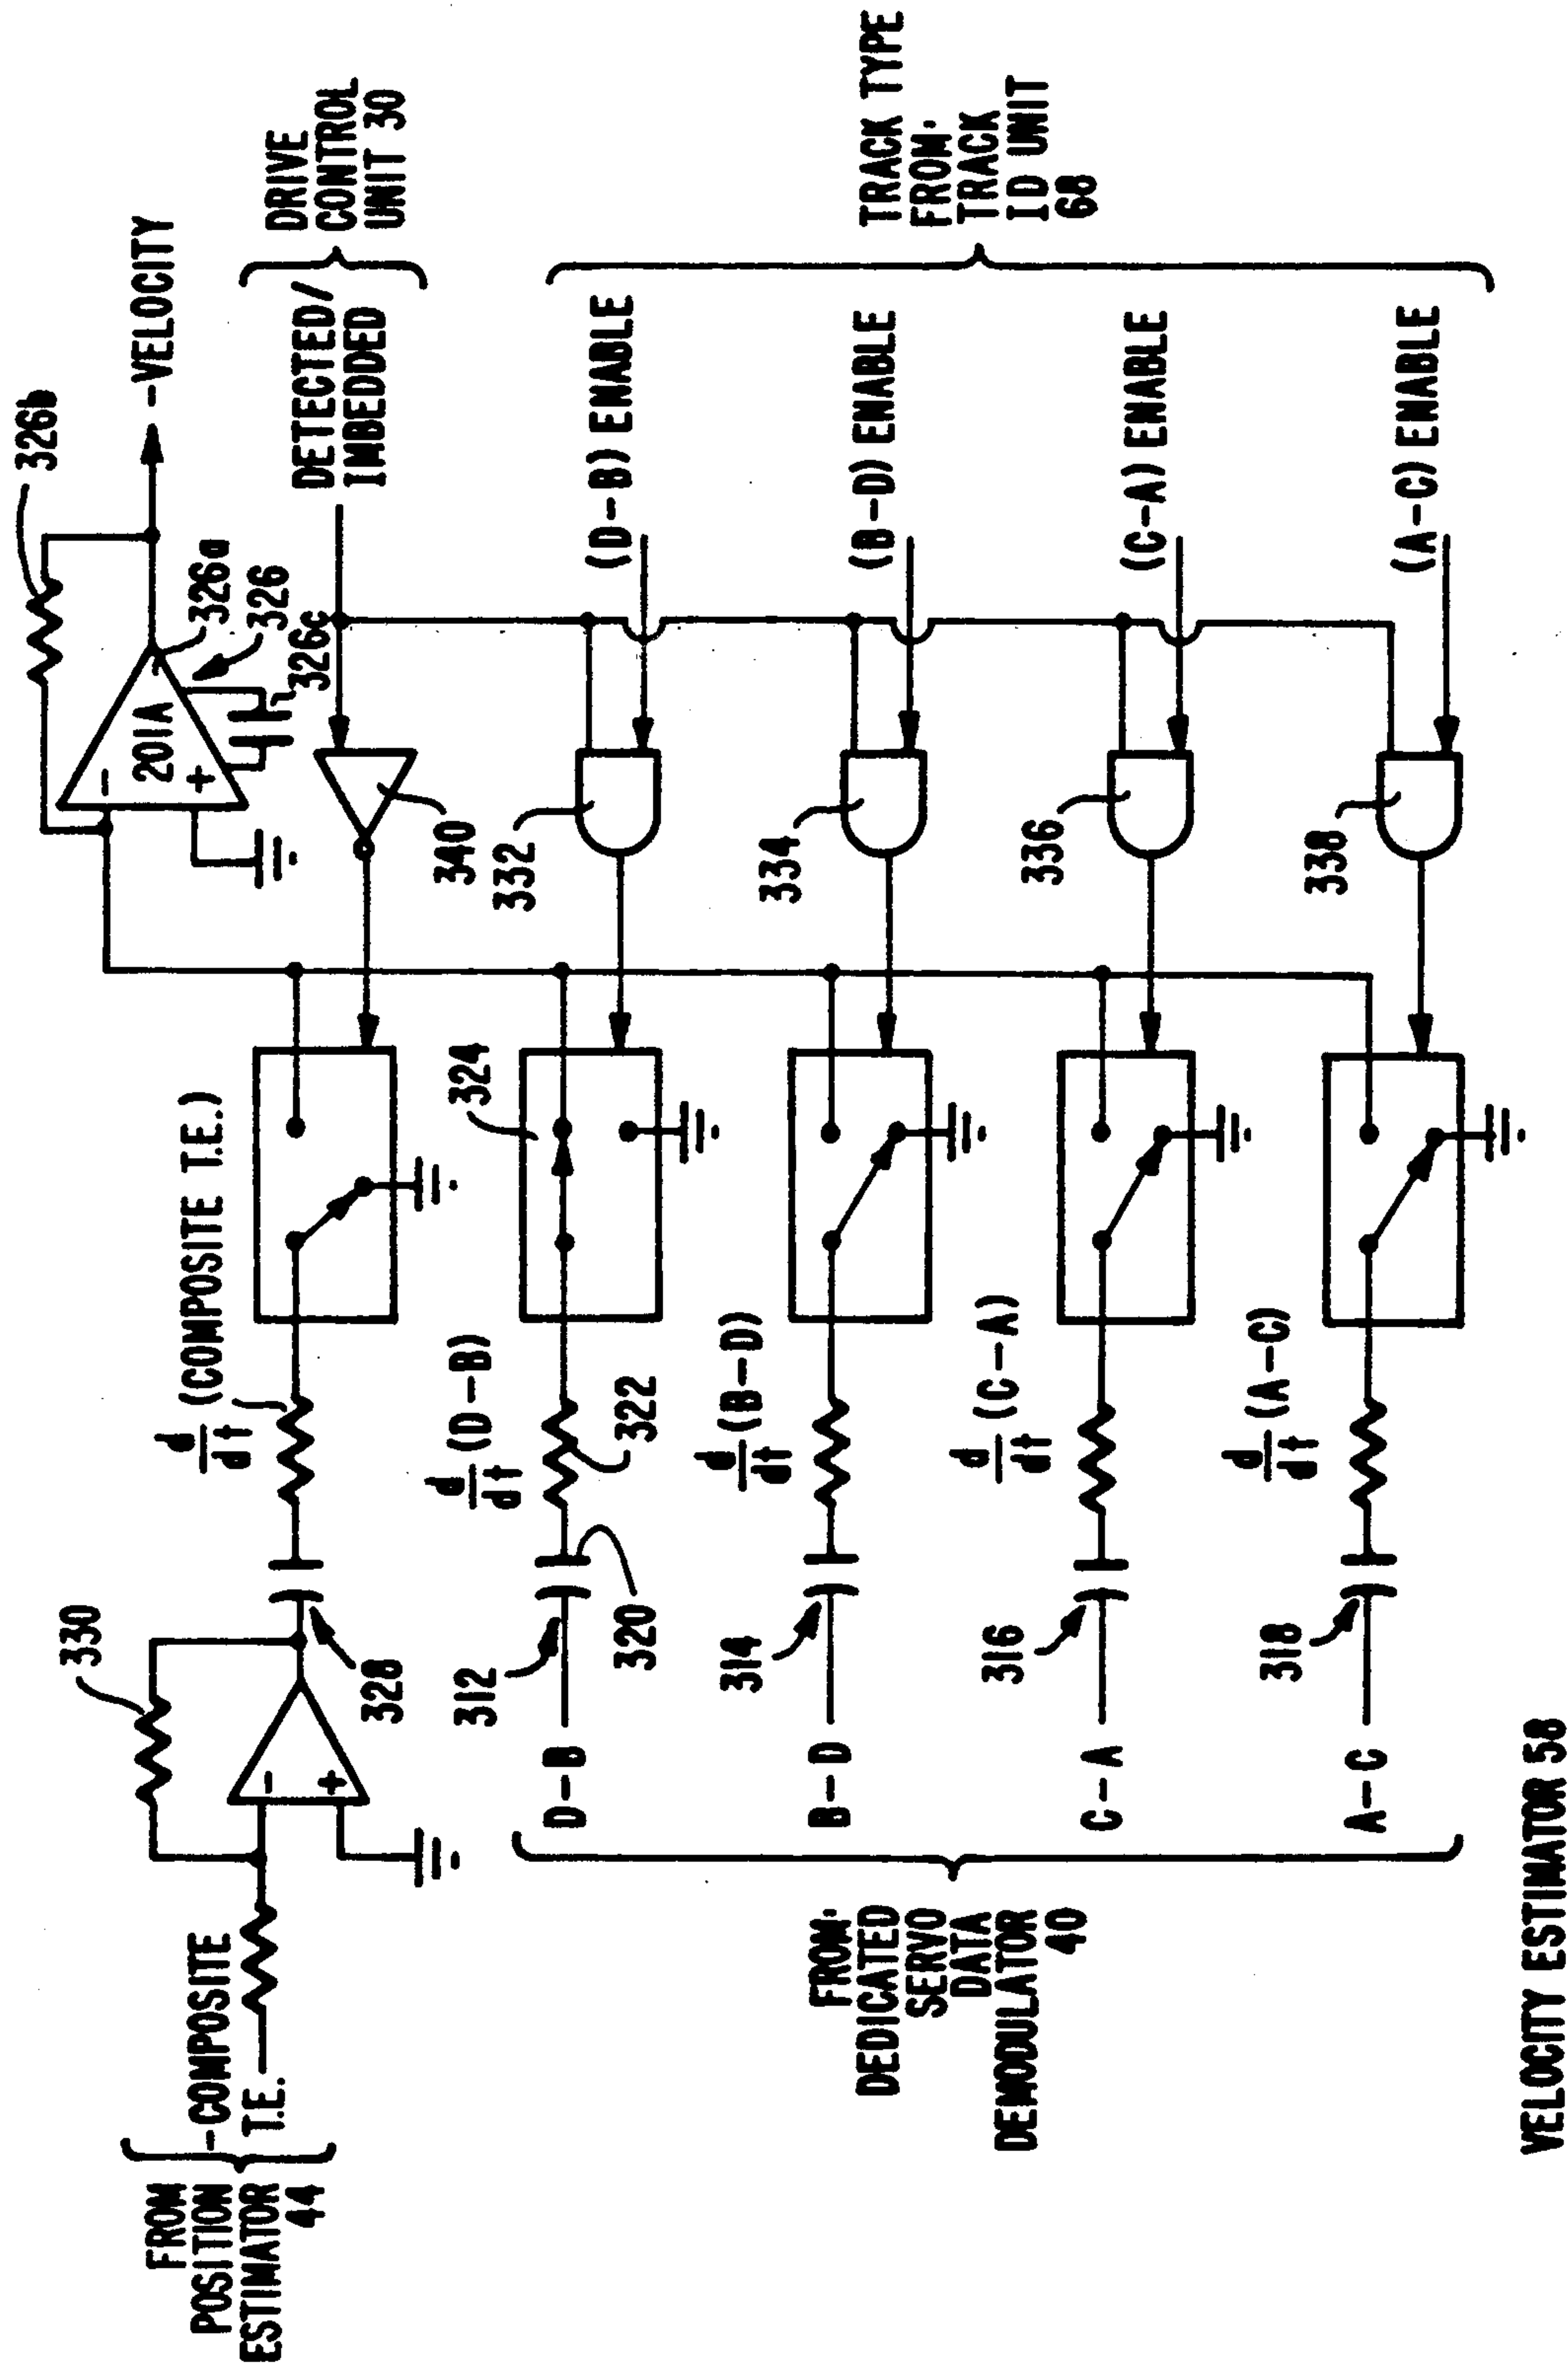 FROM
POSITION
ESTIMATOR
44
-COMPOSITE
T.E.
330
328
d/dt (COMPOSITE T.E.)
326b
201A
-
+
-
+
326a
326
326c
-VELOCITY
DETECTED/
IMBEDDED
DRIVE
CONTROL
UNIT 30
340
FROM:
DEDICATED
SERVO
DATA
DEMODULATOR
40
D-B
312
320
d/dt (D-B)
322
324
332
(D-B) ENABLE
B-D
314
d/dt (B-D)
334
(B-D) ENABLE
C-A
316
d/dt (C-A)
336
(C-A) ENABLE
A-C
318
d/dt (A-C)
338
(A-C) ENABLE
TRACK TYPE
FROM:
TRACK
ID UNIT
68
VELOCITY ESTIMATOR 58